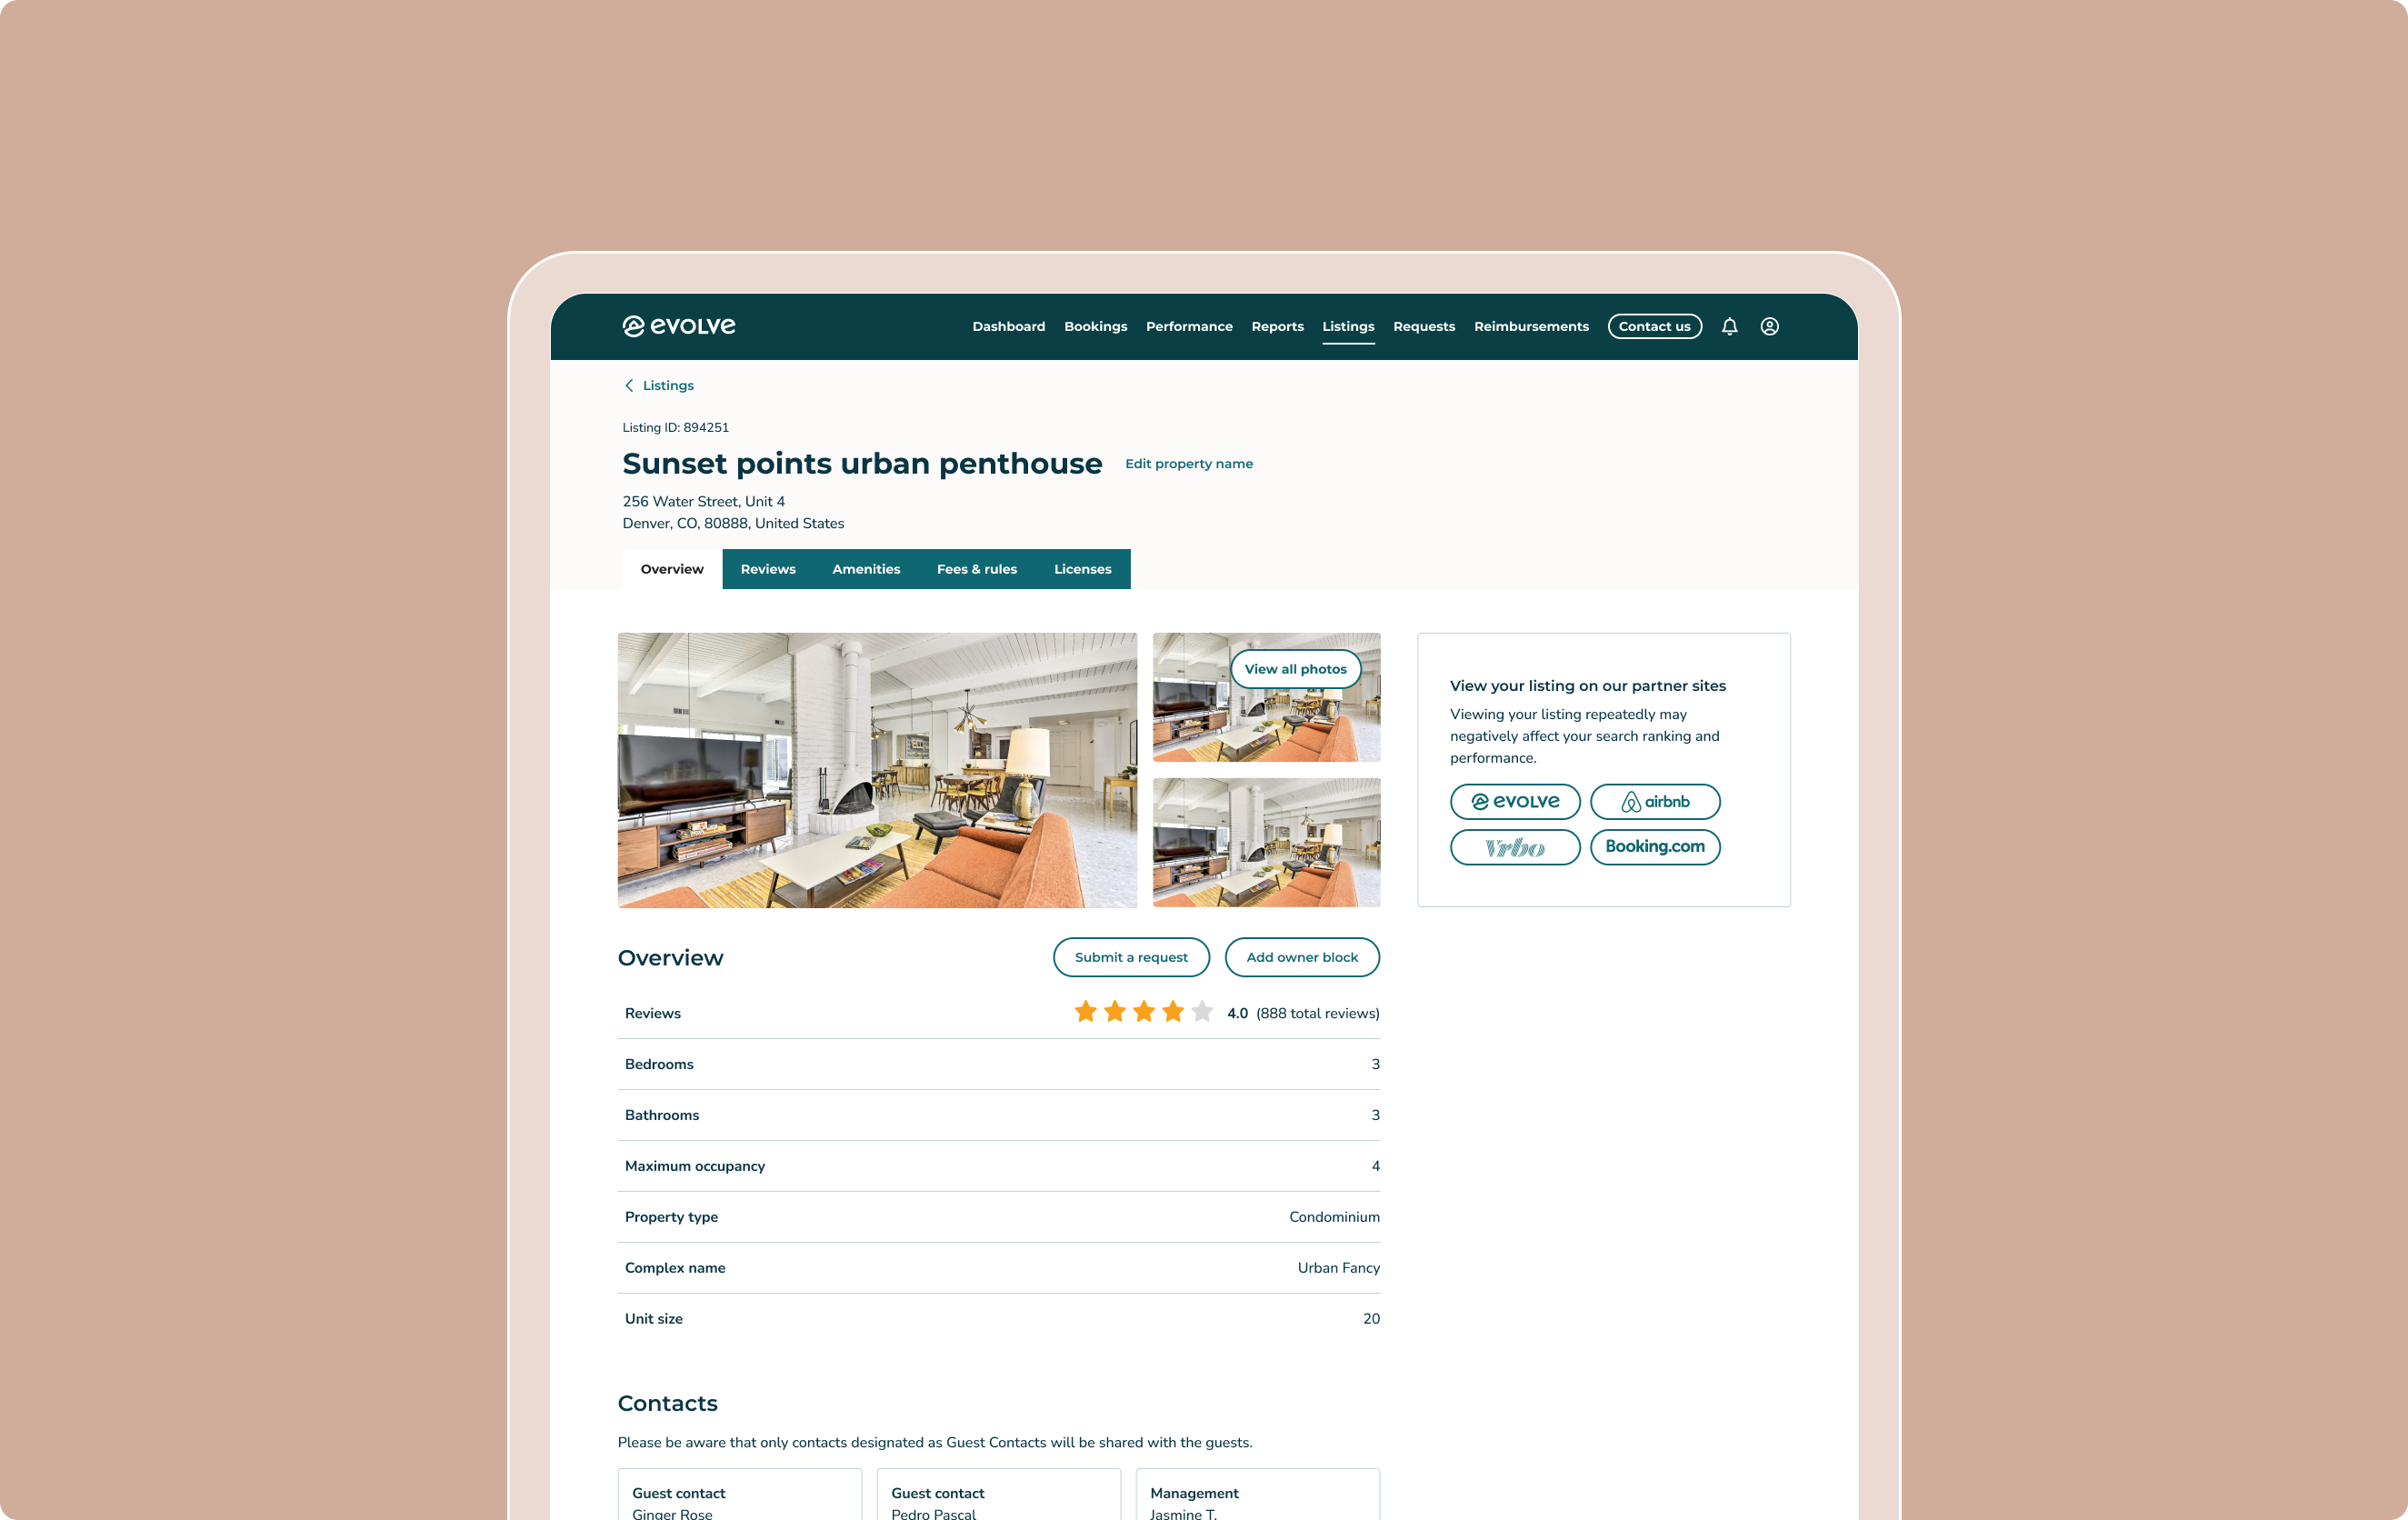 evolve
Dashboard Bookings Performance Reports Listings Requests Reimbursements Contact us
Listings
Listing ID: 894251
Sunset points urban penthouse Edit property name
256 Water Street, Unit 4
Denver, CO, 80888, United States
Overview Reviews Amenities Fees & rules Licenses
View all photos
View your listing on our partner sites
Viewing your listing repeatedly may
negatively affect your search ranking and
performance.
evolve airbnb
Vrbo Booking.com
Overview Submit a request Add owner block
Reviews 4.0 (888 total reviews)
Bedrooms 3
Bathrooms 3
Maximum occupancy 4
Property type Condominium
Complex name Urban Fancy
Unit size 20
Contacts
Please be aware that only contacts designated as Guest Contacts will be shared with the guests.
Guest contact Guest contact Management
Ginger Rose Pedro Pascal Jasmine T.